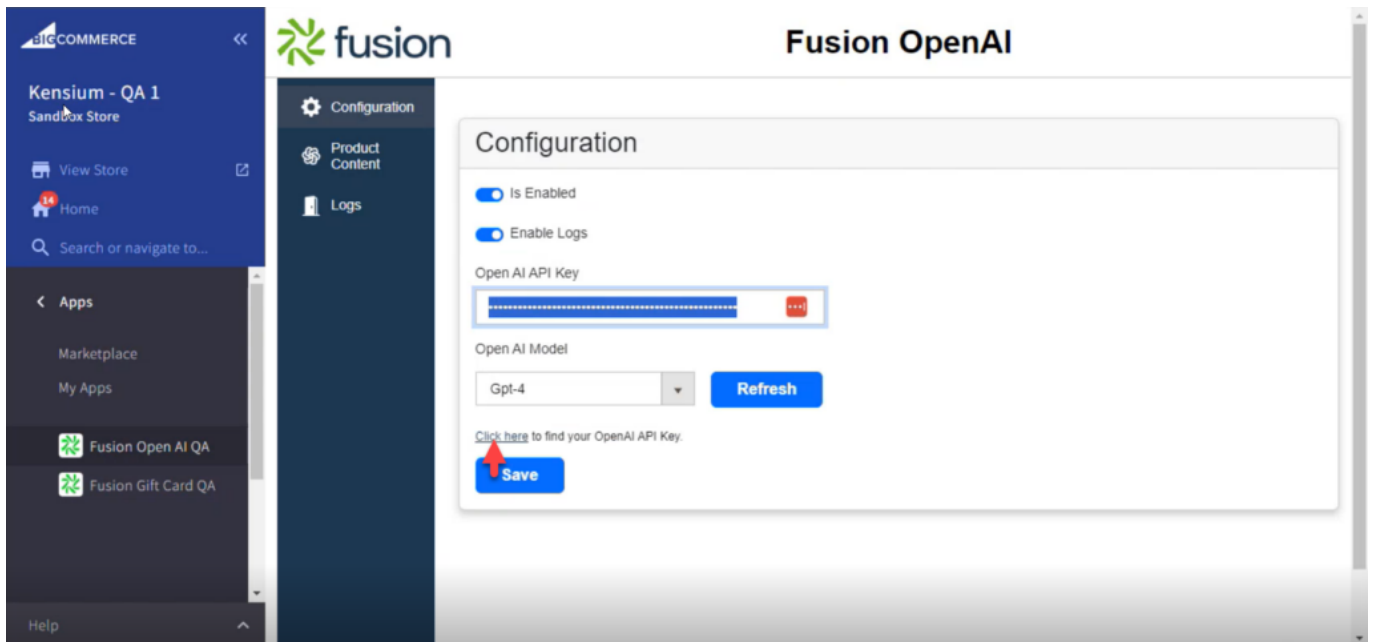 BIGCOMMERCE
Kensium - QA 1
Sandbox Store
View Store
14
Home
Search or navigate to...
Apps
Marketplace
My Apps
Fusion Open AI QA
Fusion Gift Card QA
Help
fusion
Fusion OpenAI
Configuration
Product
Content
Logs
Configuration
Is Enabled
Enable Logs
Open AI API Key
Open AI Model
Gpt-4
Refresh
Click here to find your OpenAI API Key.
Save